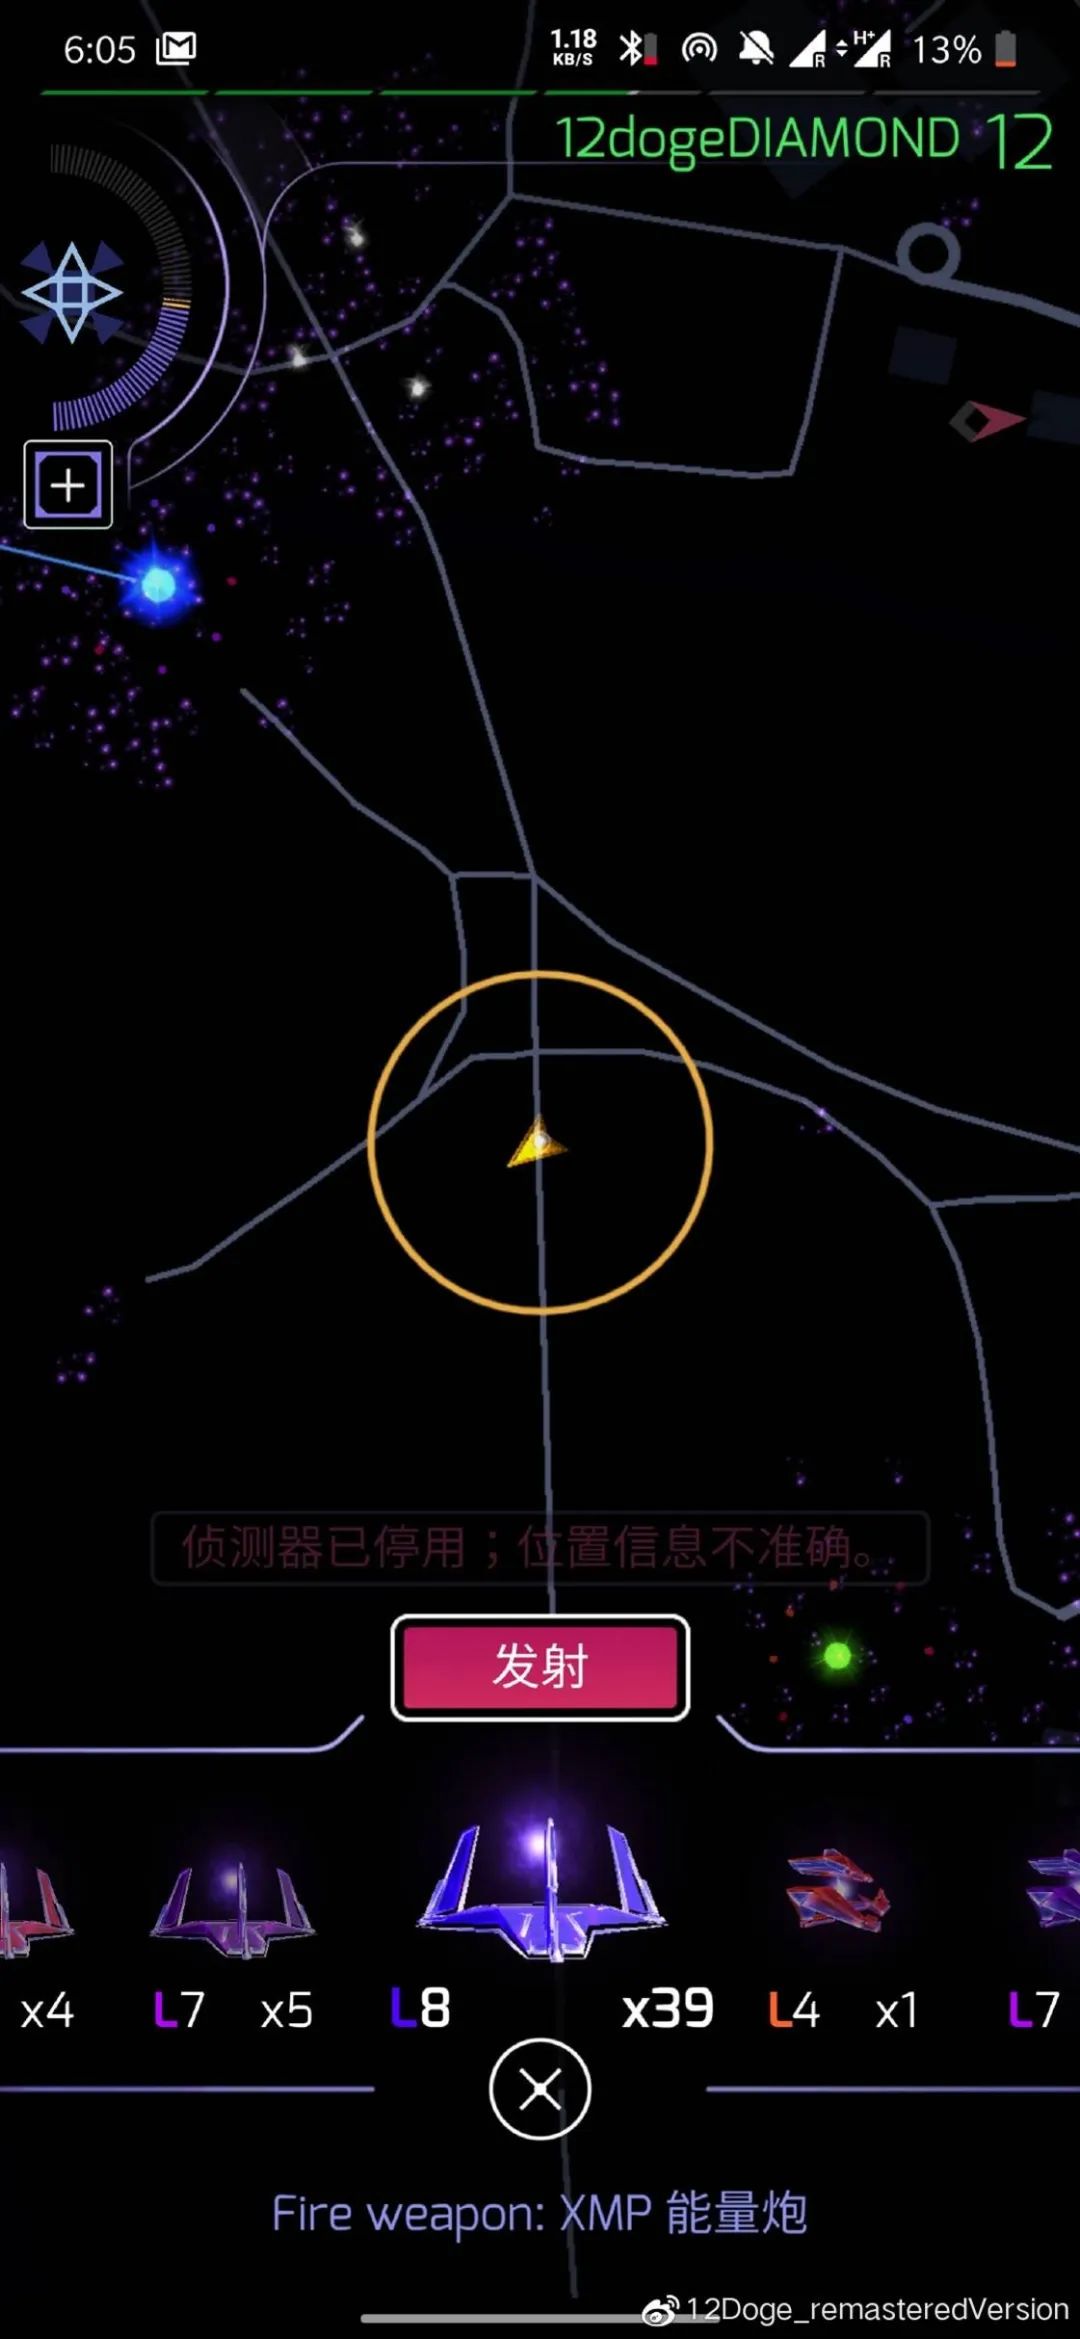 6:05
1.18
KB/S
H+
R
R
13%
12dogeDIAMOND 12
侦测器已停用；位置信息不准确。
发射
x4
L7 x5
L8 x39
L4 x1
L7
Fire weapon: XMP 能量炮
12Doge_remasteredVersion